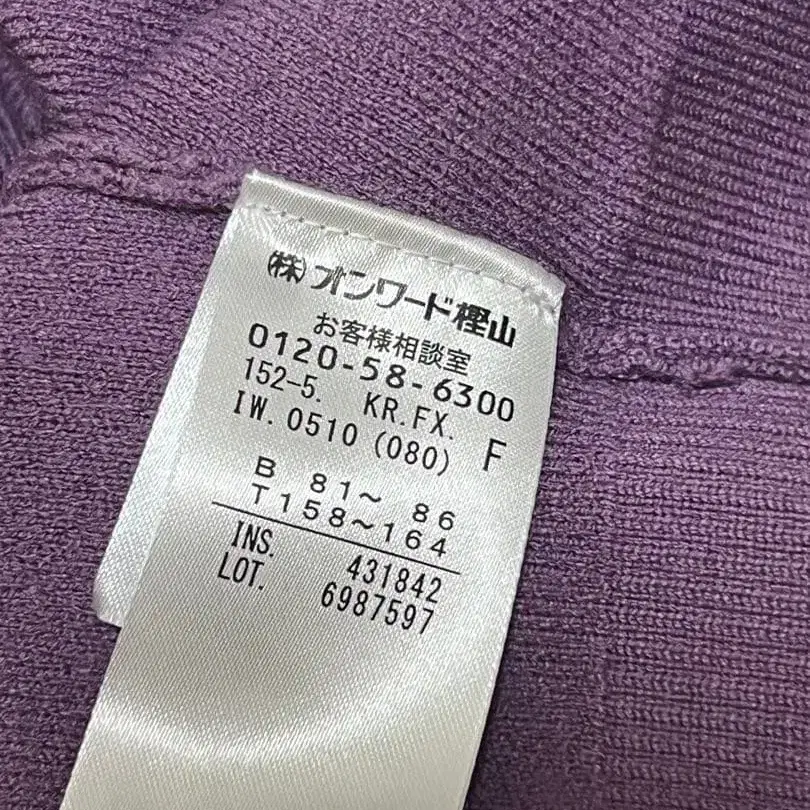 (株)オンワード樫山
お客様相談室
0120-58-6300
152-5. KR.FX. F
IW.0510(080)
B 81～ 86
T158～164
INS. 431842
LOT. 6987597